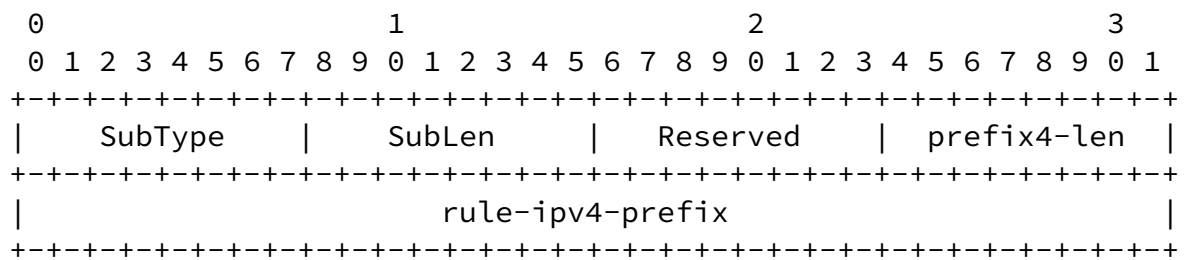 0                   1                   2                   3
 0 1 2 3 4 5 6 7 8 9 0 1 2 3 4 5 6 7 8 9 0 1 2 3 4 5 6 7 8 9 0 1
+-+-+-+-+-+-+-+-+-+-+-+-+-+-+-+-+-+-+-+-+-+-+-+-+-+-+-+-+-+-+-+-+
|    SubType    |    SubLen     |   Reserved    |  prefix4-len  |
+-+-+-+-+-+-+-+-+-+-+-+-+-+-+-+-+-+-+-+-+-+-+-+-+-+-+-+-+-+-+-+-+
|                       rule-ipv4-prefix                        |
+-+-+-+-+-+-+-+-+-+-+-+-+-+-+-+-+-+-+-+-+-+-+-+-+-+-+-+-+-+-+-+-+